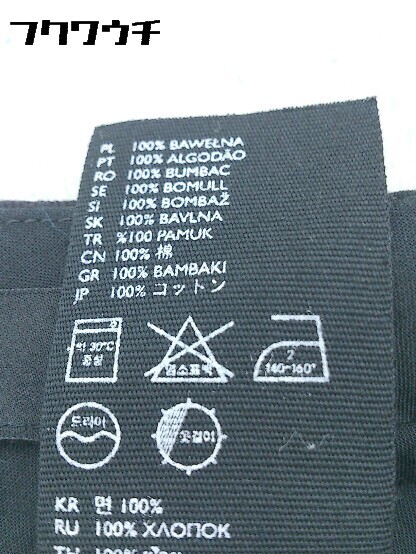 フクワウチ
PL 100% BAWEŁNA
PT 100% ALGODÃO
RO 100% BUMBAC
SE 100% BOMULL
SI 100% BOMBAŽ
SK 100% BAVLNA
TR %100 PAMUK
CN 100% 棉
GR 100% BAMBAKI
JP 100% コットン
약 30°C
중성
염소표백
2
140~160°
드라이
옷걸이
KR 면 100%
RU 100% ХЛОПОК